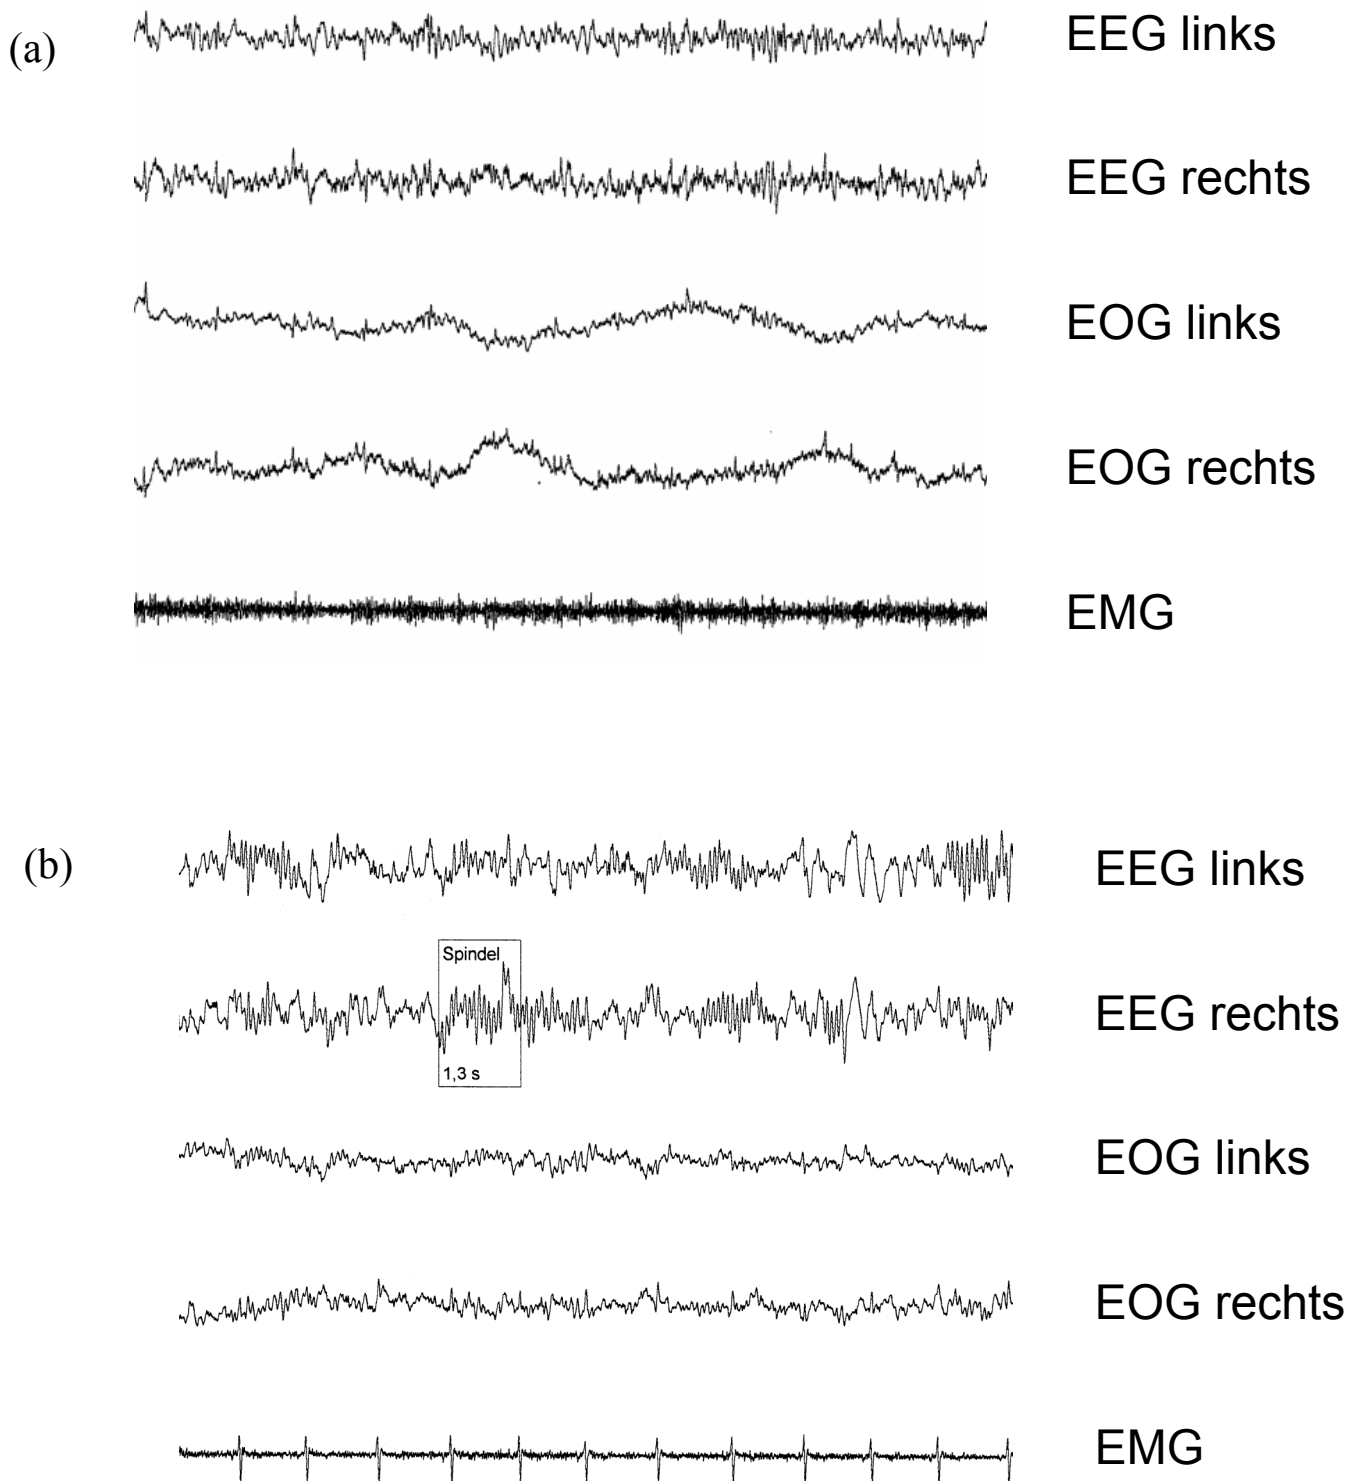 (a)
EEG links
EEG rechts
EOG links
EOG rechts
EMG
(b)
EEG links
Spindel
1,3 s
EEG rechts
EOG links
EOG rechts
EMG